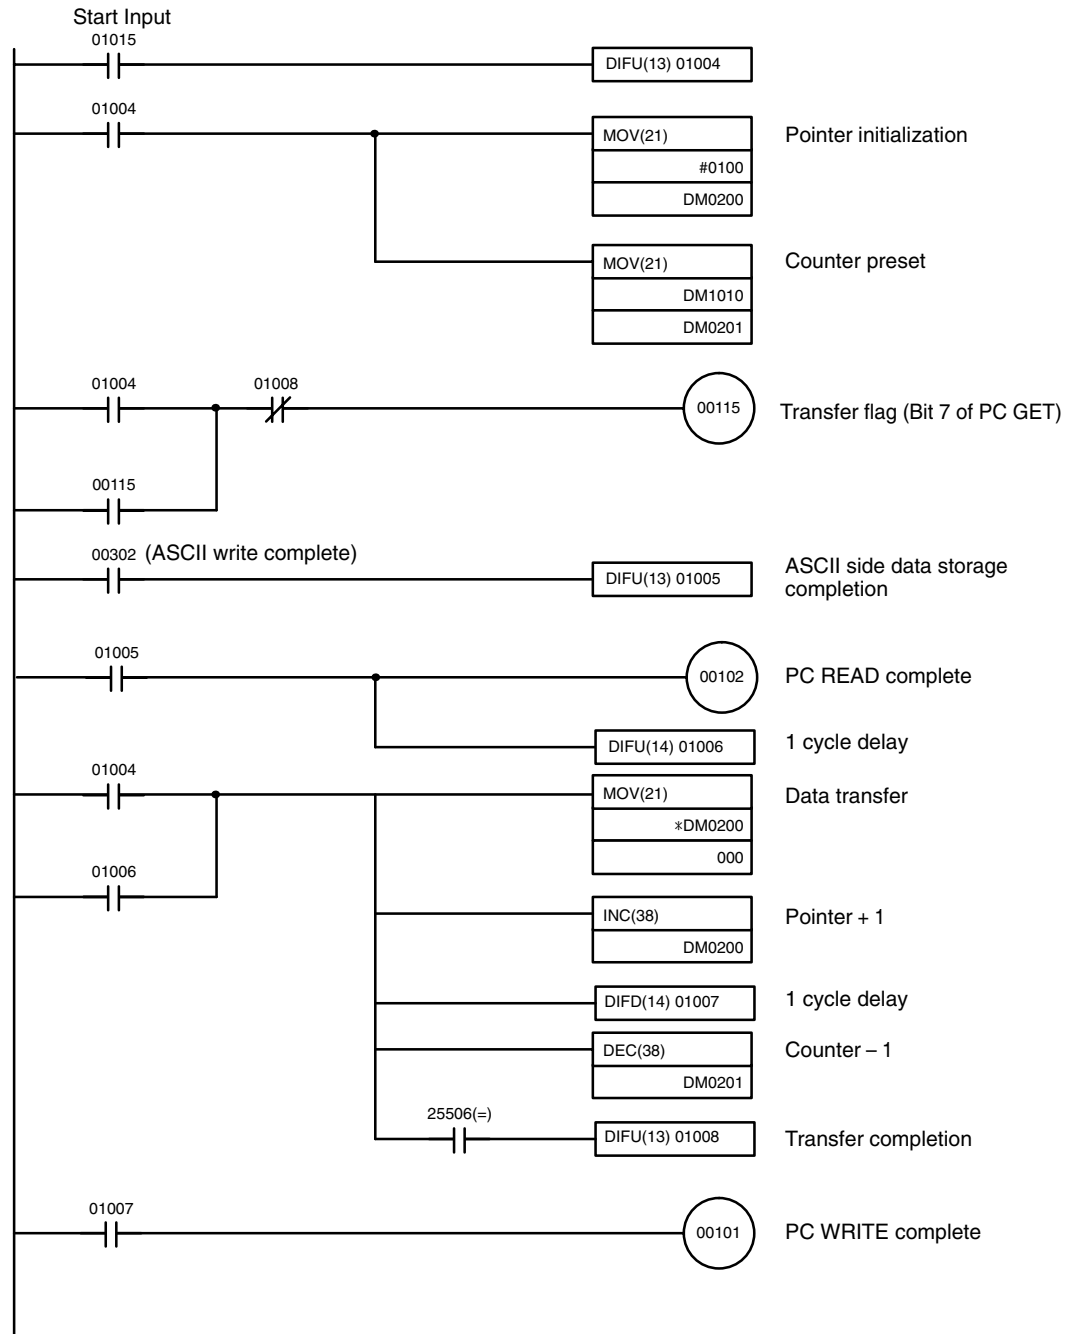 Start Input
01015
DIFU(13) 01004
01004
MOV(21)
Pointer initialization
#0100
DM0200
MOV(21)
Counter preset
DM1010
DM0201
01004
01008
00115
Transfer flag (Bit 7 of PC GET)
00115
00302 (ASCII write complete)
DIFU(13) 01005
ASCII side data storage
completion
01005
00102
PC READ complete
DIFU(14) 01006
1 cycle delay
01004
MOV(21)
Data transfer
*DM0200
000
01006
INC(38)
Pointer + 1
DM0200
DIFD(14) 01007
1 cycle delay
DEC(38)
Counter – 1
DM0201
25506(=)
DIFU(13) 01008
Transfer completion
01007
00101
PC WRITE complete